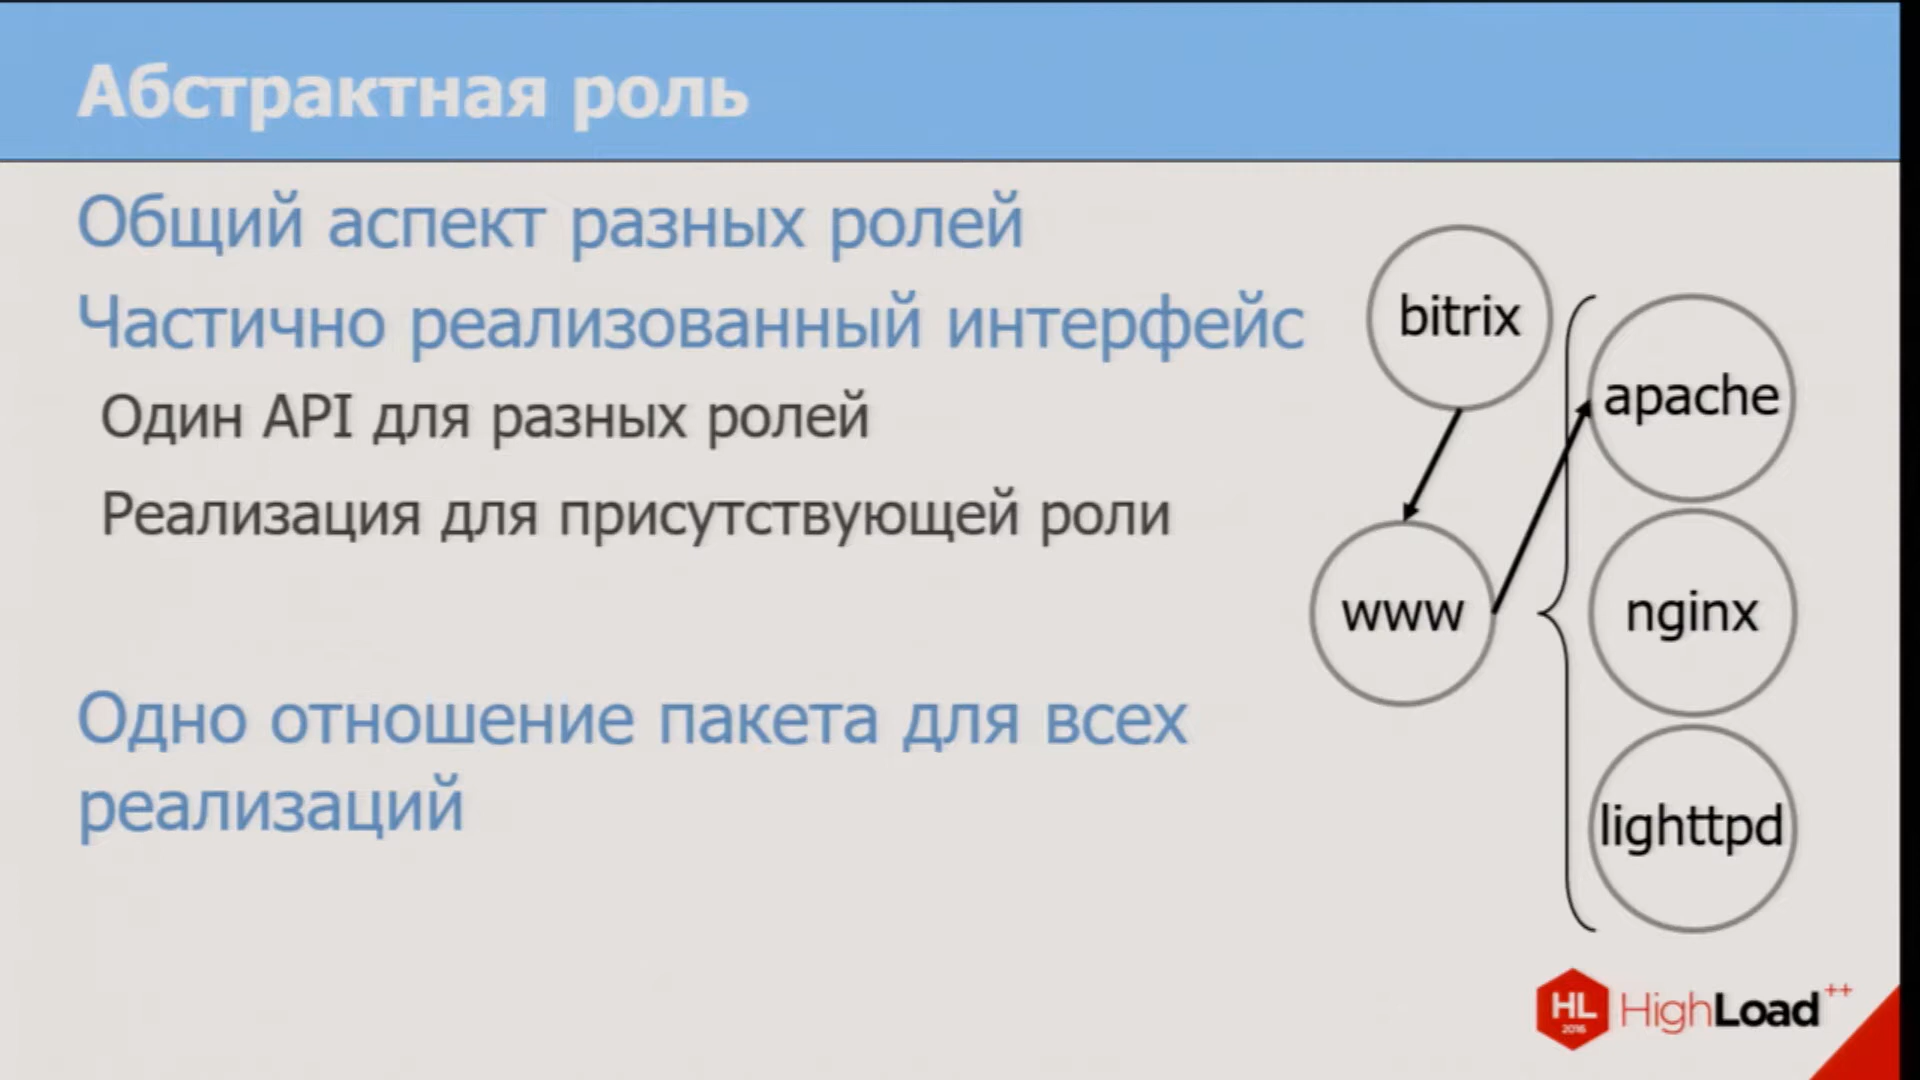 Абстрактная роль
Общий аспект разных ролей
Частично реализованный интерфейс
Один API для разных ролей
Реализация для присутствующей роли
Одно отношение пакета для всех
реализаций
bitrix
apache
www
nginx
lighttpd
HL
2016
HighLoad++